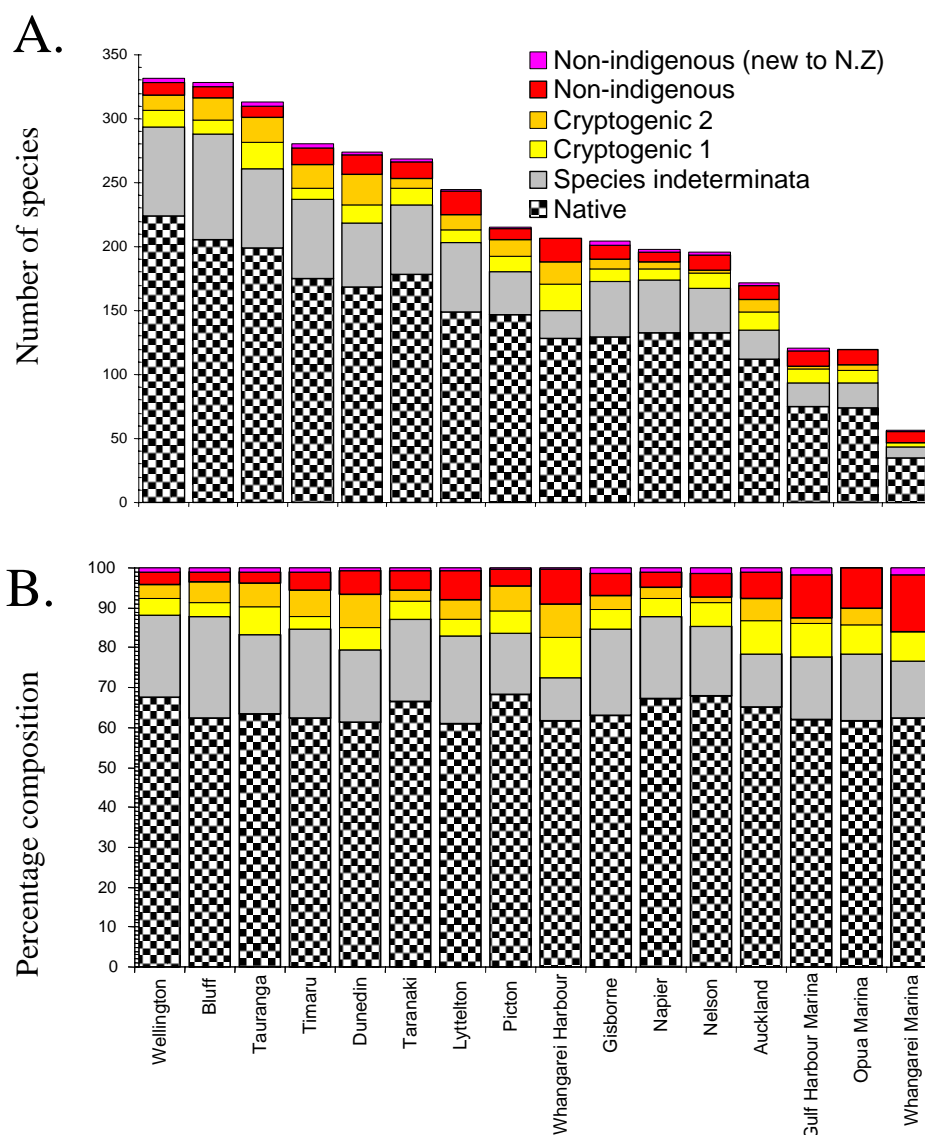 A.
Number of species
350
300
250
200
150
100
50
0
Non-indigenous (new to N.Z)
Non-indigenous
Cryptogenic 2
Cryptogenic 1
Species indeterminata
Native
B.
Percentage composition
100
90
80
70
60
50
40
30
20
10
0
Wellington
Bluff
Tauranga
Timaru
Dunedin
Taranaki
Lyttelton
Picton
Whangarei Harbour
Gisborne
Napier
Nelson
Auckland
Gulf Harbour Marina
Opua Marina
Whangarei Marina